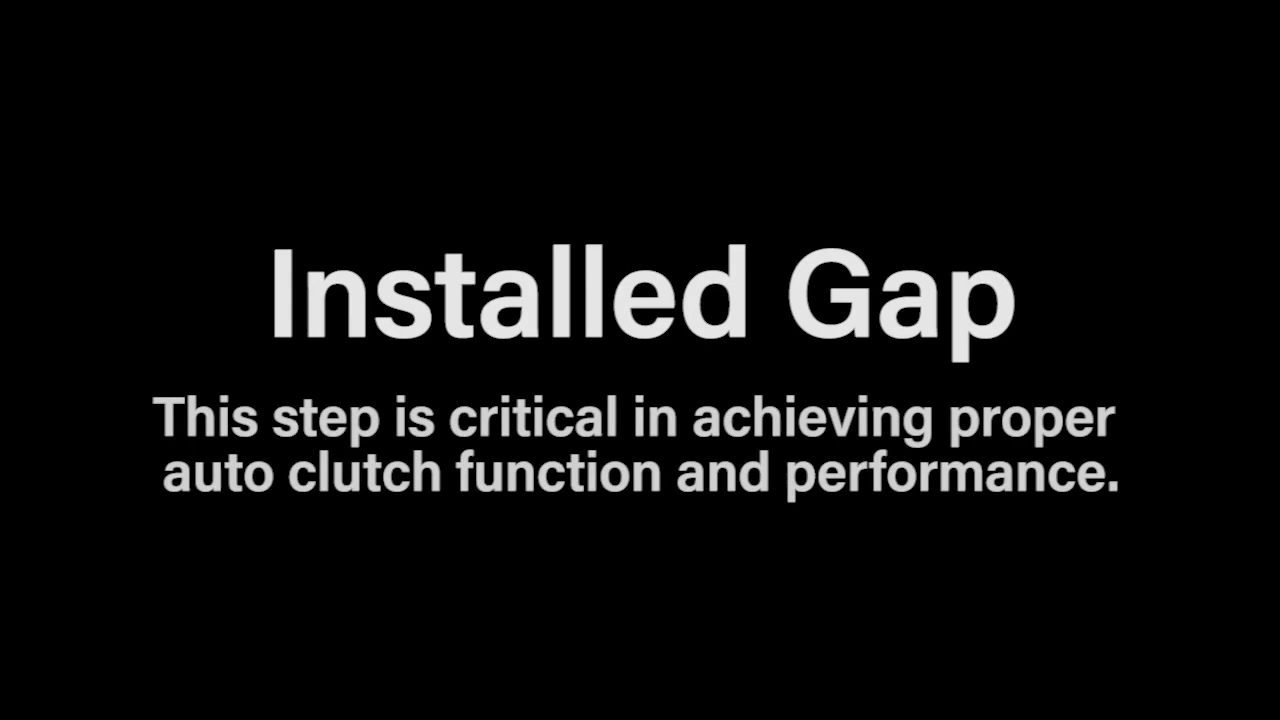 Installed Gap
This step is critical in achieving proper
auto clutch function and performance.